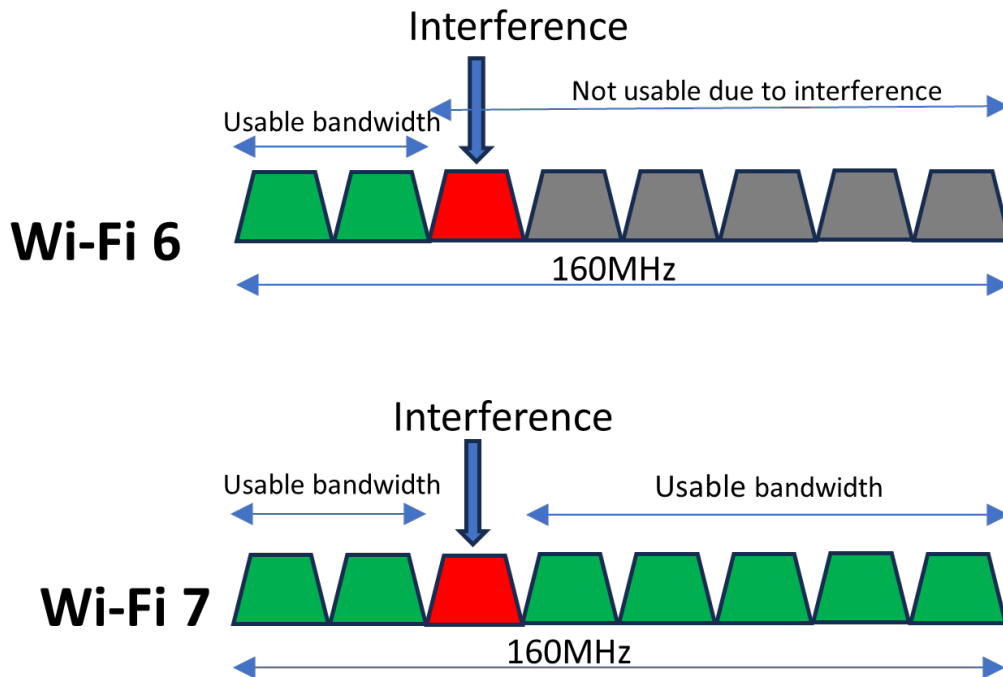 Interference
Not usable due to interference
Usable bandwidth
Wi-Fi 6
160MHz
Interference
Usable bandwidth
Usable bandwidth
Wi-Fi 7
160MHz